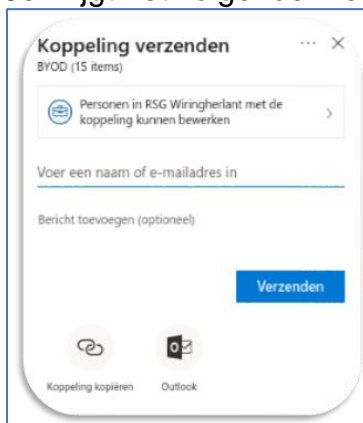 Koppeling verzenden
BYOD (15 items)
Personen in RSG Wiringherlant met de
koppeling kunnen bewerken
Voer een naam of e-mailadres in
Bericht toevoegen (optioneel)
Verzenden
Koppeling kopiëren
Outlook